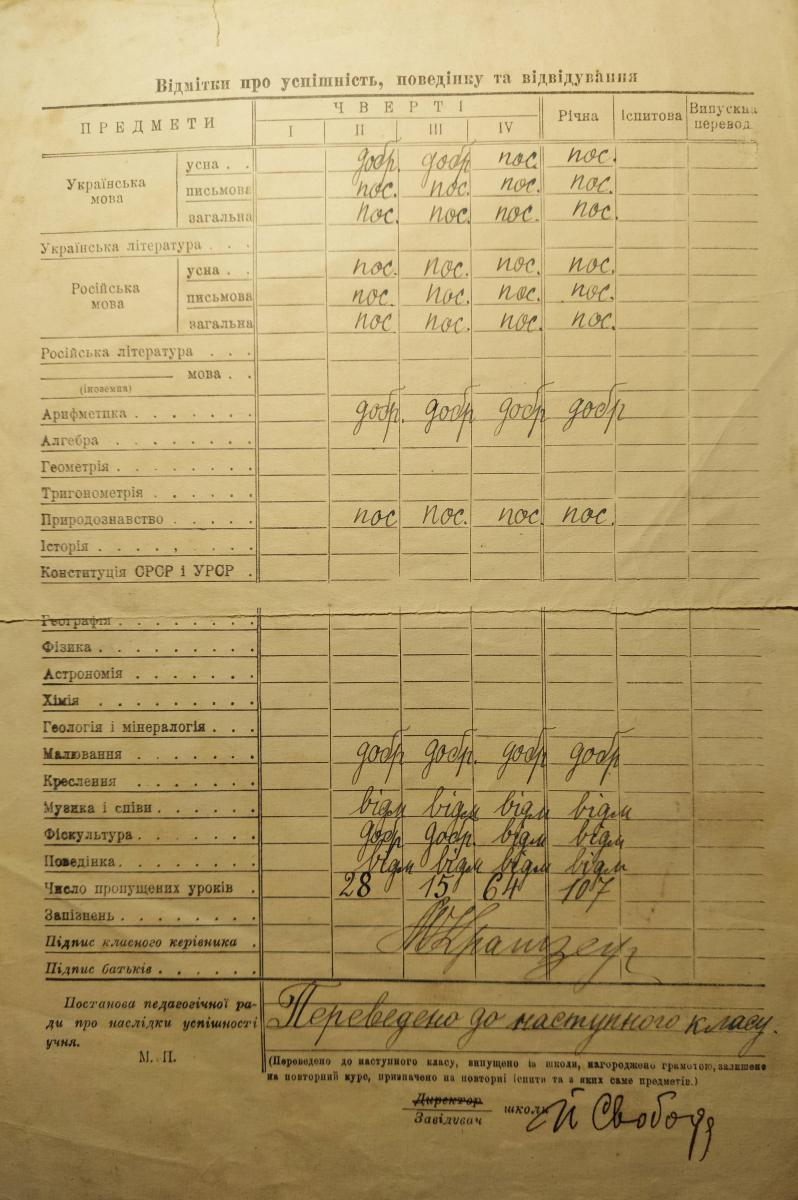 Відмітки про успішність, поведінку та відвідування
ПРЕДМЕТИ ЧВЕРТІ Річна Іспитова Випускна перевод.
I II III IV
Українська мова
усна . . добр. добр пос. пос.
письмова пос. пос. пос. пос.
загальна пос. пос. пос. пос.
Українська література . . .
Російська мова
усна . . пос. пос. пос. пос.
письмова пос. пос. пос. пос.
загальна пос пос. пос. пос.
Російська література . . .
мова . .
(іноземна)
Арифметика . . . . . . . добр. добр добр добр
Алгебра . . . . . . . .
Геометрія . . . . . . . .
Тригонометрія . . . . . .
Природознавство . . . . . пос пос. пос. пос.
Історія . . . . , . . . .
Конституція СРСР і УРСР .
Географія . . . . . . . .
Фізика . . . . . . . . .
Астрономія . . . . . . .
Хімія . . . . . . . . .
Геологія і мінералогія . . .
Малювання . . . . . . . добр добр. добр добр
Креслення . . . . . . . .
Музика і співи . . . . . . відм відм відм відм
Фіскультура . . . . . . . добр добр. відм відм
Поведінка . . . . . . . . відм відм відм відм
Число пропущених уроків . 28 15 64 107
Запізнень . . . . . . . .
Підпис класного керівника .
Підпис батьків . . . . . .
Постанова педагогічної ра-
ди про наслідки успішності
учня.
Переведено до наступного класу.
М. П.
(Переведено до наступного класу, випущено із школи, нагороджено грамотою, залишене
на повторний курс, призначено на повторні іспити та з яких саме предметів.)
Директор
Завідувач школи